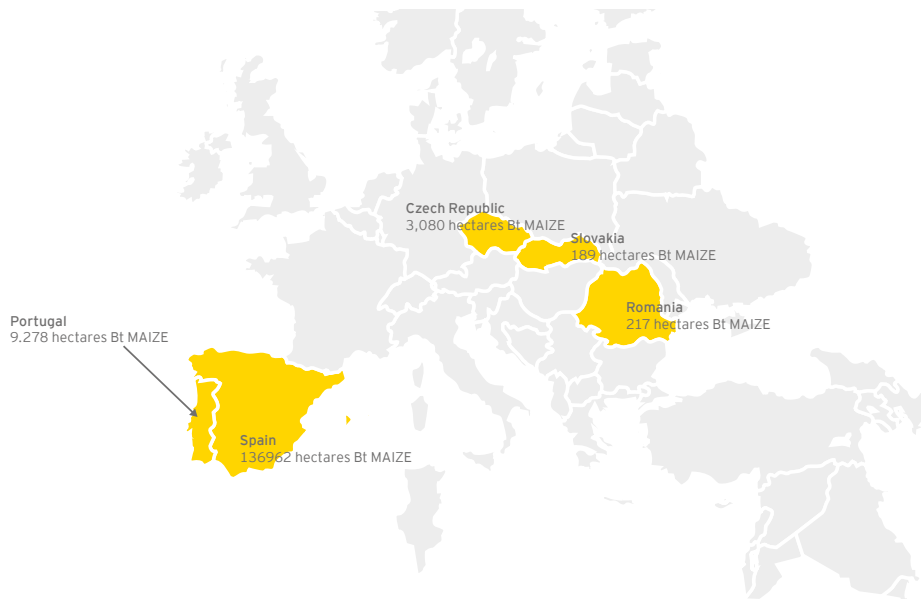 Czech Republic
3,080 hectares Bt MAIZE
Slovakia
189 hectares Bt MAIZE
Romania
217 hectares Bt MAIZE
Portugal
9.278 hectares Bt MAIZE
Spain
136962 hectares Bt MAIZE